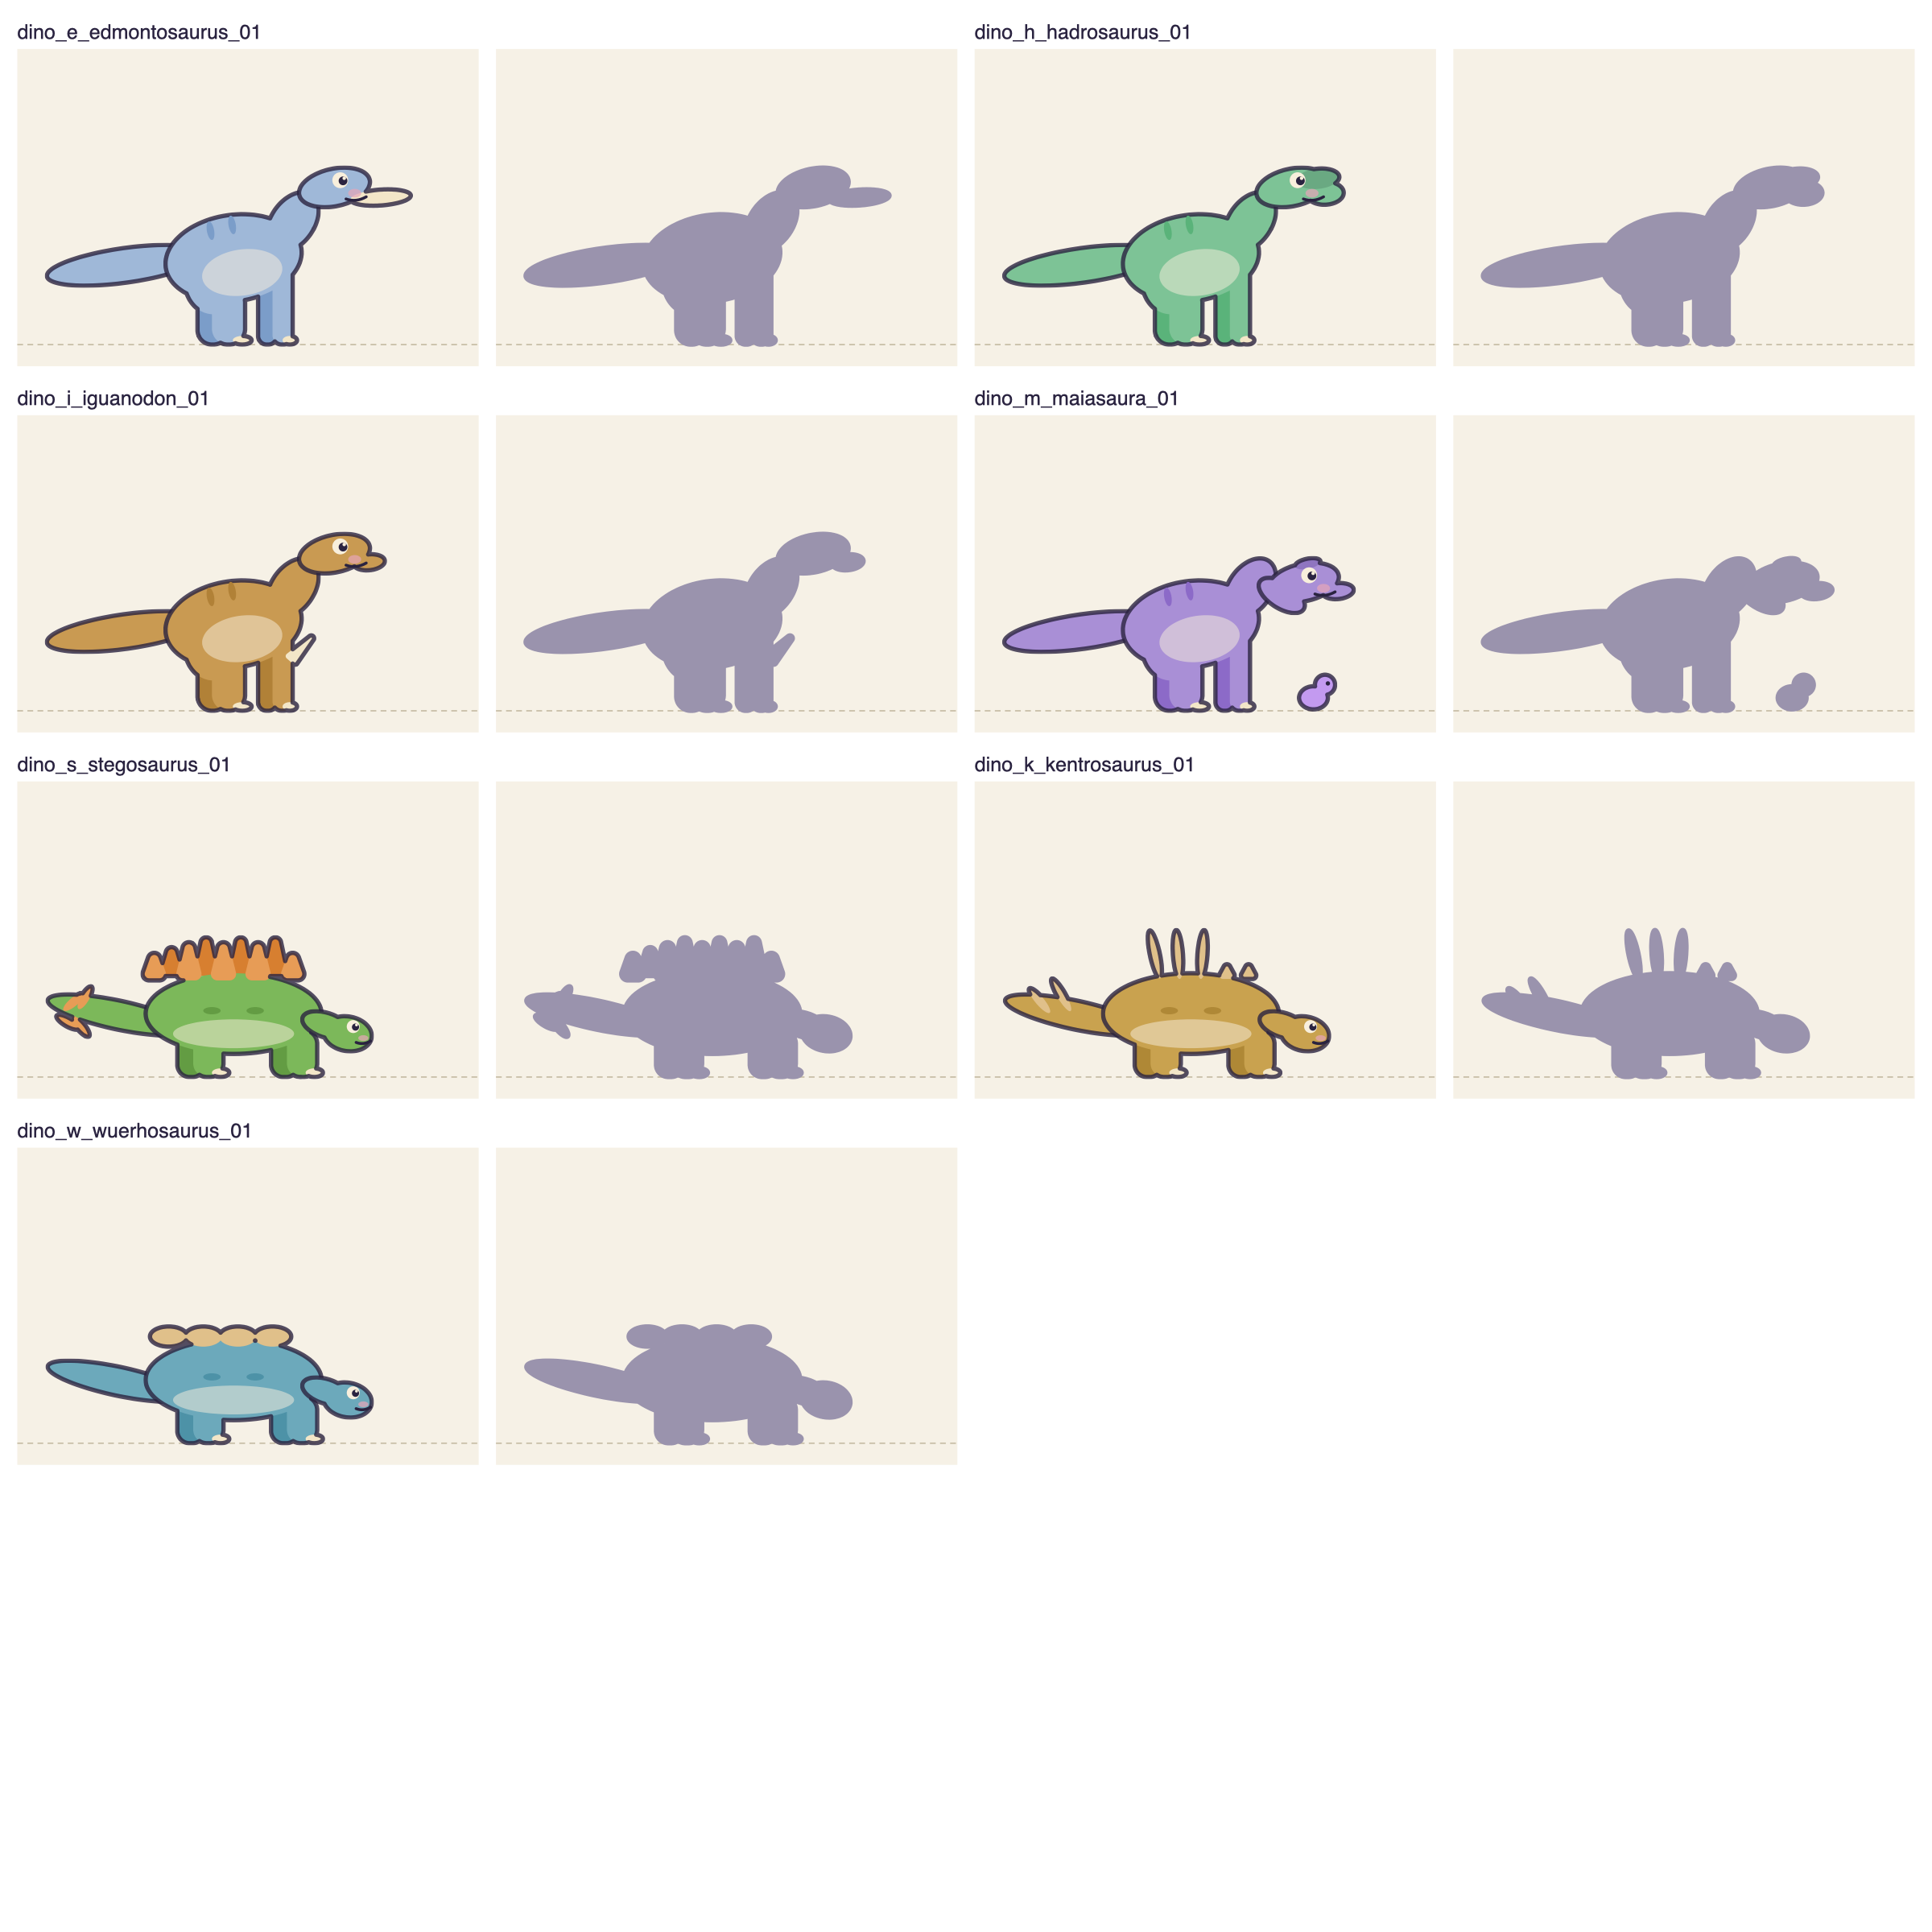 dino_e_edmontosaurus_01
dino_h_hadrosaurus_01
dino_i_iguanodon_01
dino_m_maiasaura_01
dino_s_stegosaurus_01
dino_k_kentrosaurus_01
dino_w_wuerhosaurus_01